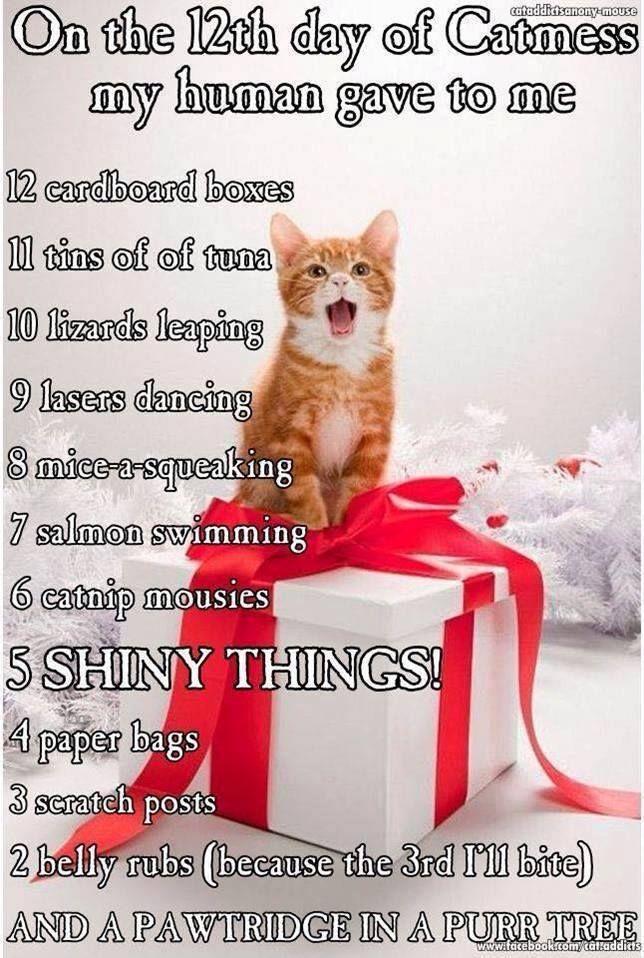 cataddictsanony-mouse
On the 12th day of Catmess
my human gave to me
12 cardboard boxes
11 tins of of tuna
10 lizards leaping
9 lasers dancing
8 mice-a-squeaking
7 salmon swimming
6 catnip mousies
5 SHINY THINGS!
4 paper bags
3 scratch posts
2 belly rubs (because the 3rd I'll bite)
AND A PAWTRIDGE IN A PURR TREE
www.facebook.com/cat.addicts